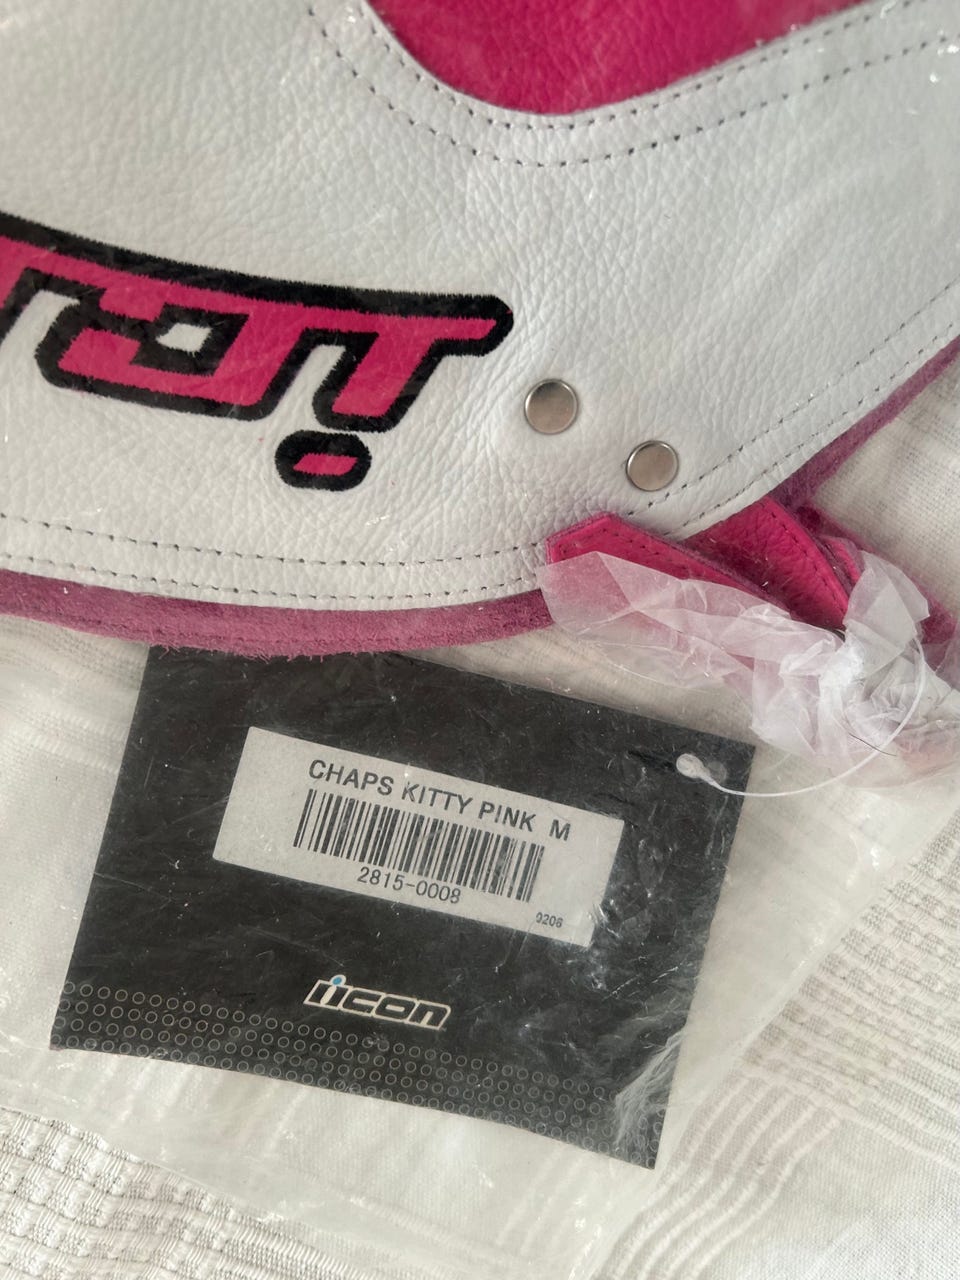 CHAPS KITTY PINK M
2815-0008
0206
icon